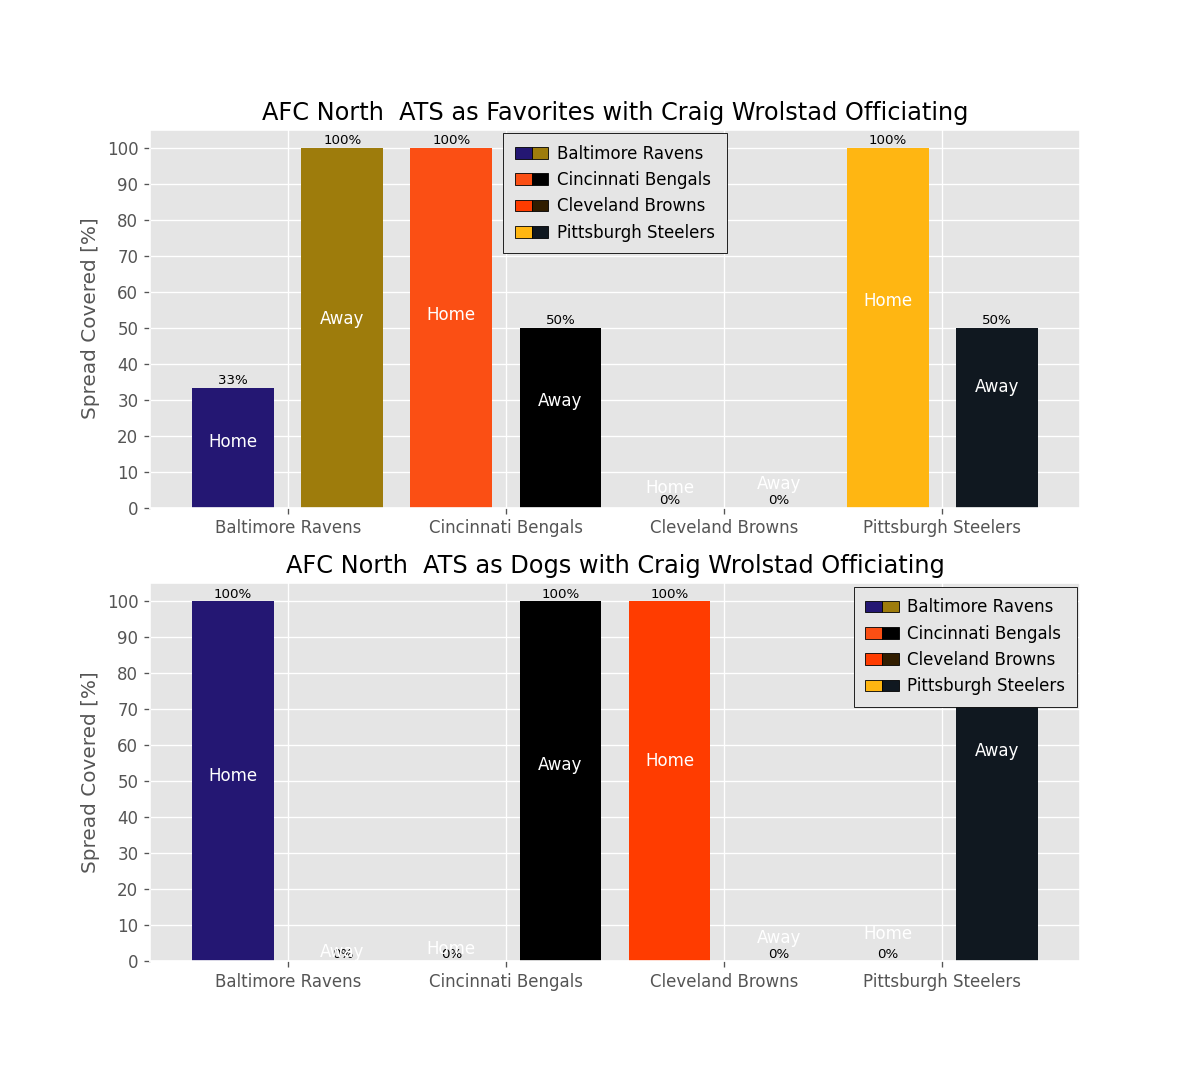 AFC North  ATS as Favorites with Craig Wrolstad Officiating
Spread Covered [%]
100
90
80
70
60
50
40
30
20
10
0
33%
100%
100%
50%
0%
0%
100%
50%
Home
Away
Home
Away
Home
Away
Home
Away
Baltimore Ravens
Cincinnati Bengals
Cleveland Browns
Pittsburgh Steelers
Baltimore Ravens
Cincinnati Bengals
Cleveland Browns
Pittsburgh Steelers
AFC North  ATS as Dogs with Craig Wrolstad Officiating
Spread Covered [%]
100
90
80
70
60
50
40
30
20
10
0
100%
0%
0%
100%
100%
0%
0%
Home
Away
Home
Away
Home
Away
Home
Away
Baltimore Ravens
Cincinnati Bengals
Cleveland Browns
Pittsburgh Steelers
Baltimore Ravens
Cincinnati Bengals
Cleveland Browns
Pittsburgh Steelers